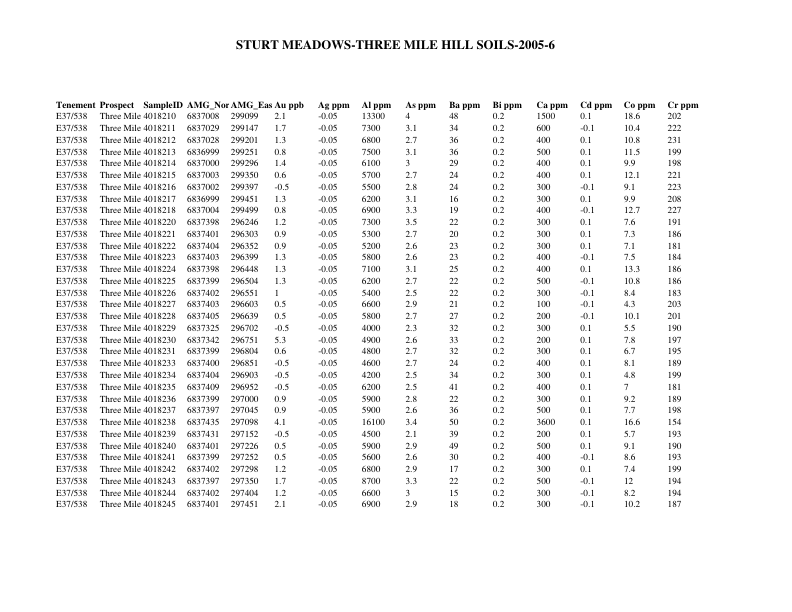 STURT MEADOWS-THREE MILE HILL SOILS-2005-6
Tenement Prospect SampleID AMG_Nor AMG_Eas Au ppb Ag ppm Al ppm As ppm Ba ppm Bi ppm Ca ppm Cd ppm Co ppm Cr ppm
E37/538 Three Mile 4018210 6837008 299099 2.1 -0.05 13300 4 48 0.2 1500 0.1 18.6 202
E37/538 Three Mile 4018211 6837029 299147 1.7 -0.05 7300 3.1 34 0.2 600 -0.1 10.4 222
E37/538 Three Mile 4018212 6837028 299201 1.3 -0.05 6800 2.7 36 0.2 400 0.1 10.8 231
E37/538 Three Mile 4018213 6836999 299251 0.8 -0.05 7500 3.1 36 0.2 500 0.1 11.5 199
E37/538 Three Mile 4018214 6837000 299296 1.4 -0.05 6100 3 29 0.2 400 0.1 9.9 198
E37/538 Three Mile 4018215 6837003 299350 0.6 -0.05 5700 2.7 24 0.2 400 0.1 12.1 221
E37/538 Three Mile 4018216 6837002 299397 -0.5 -0.05 5500 2.8 24 0.2 300 -0.1 9.1 223
E37/538 Three Mile 4018217 6836999 299451 1.3 -0.05 6200 3.1 16 0.2 300 0.1 9.9 208
E37/538 Three Mile 4018218 6837004 299499 0.8 -0.05 6900 3.3 19 0.2 400 -0.1 12.7 227
E37/538 Three Mile 4018220 6837398 296246 1.2 -0.05 7300 3.5 22 0.2 300 0.1 7.6 191
E37/538 Three Mile 4018221 6837401 296303 0.9 -0.05 5300 2.7 20 0.2 300 0.1 7.3 186
E37/538 Three Mile 4018222 6837404 296352 0.9 -0.05 5200 2.6 23 0.2 300 0.1 7.1 181
E37/538 Three Mile 4018223 6837403 296399 1.3 -0.05 5800 2.6 23 0.2 400 -0.1 7.5 184
E37/538 Three Mile 4018224 6837398 296448 1.3 -0.05 7100 3.1 25 0.2 400 0.1 13.3 186
E37/538 Three Mile 4018225 6837399 296504 1.3 -0.05 6200 2.7 22 0.2 500 -0.1 10.8 186
E37/538 Three Mile 4018226 6837402 296551 1 -0.05 5400 2.5 22 0.2 300 -0.1 8.4 183
E37/538 Three Mile 4018227 6837403 296603 0.5 -0.05 6600 2.9 21 0.2 100 -0.1 4.3 203
E37/538 Three Mile 4018228 6837405 296639 0.5 -0.05 5800 2.7 27 0.2 200 -0.1 10.1 201
E37/538 Three Mile 4018229 6837325 296702 -0.5 -0.05 4000 2.3 32 0.2 300 0.1 5.5 190
E37/538 Three Mile 4018230 6837342 296751 5.3 -0.05 4900 2.6 33 0.2 200 0.1 7.8 197
E37/538 Three Mile 4018231 6837399 296804 0.6 -0.05 4800 2.7 32 0.2 300 0.1 6.7 195
E37/538 Three Mile 4018233 6837400 296851 -0.5 -0.05 4600 2.7 24 0.2 400 0.1 8.1 189
E37/538 Three Mile 4018234 6837404 296903 -0.5 -0.05 4200 2.5 34 0.2 300 0.1 4.8 199
E37/538 Three Mile 4018235 6837409 296952 -0.5 -0.05 6200 2.5 41 0.2 400 0.1 7 181
E37/538 Three Mile 4018236 6837399 297000 0.9 -0.05 5900 2.8 22 0.2 300 0.1 9.2 189
E37/538 Three Mile 4018237 6837397 297045 0.9 -0.05 5900 2.6 36 0.2 500 0.1 7.7 198
E37/538 Three Mile 4018238 6837435 297098 4.1 -0.05 16100 3.4 50 0.2 3600 0.1 16.6 154
E37/538 Three Mile 4018239 6837431 297152 -0.5 -0.05 4500 2.1 39 0.2 200 0.1 5.7 193
E37/538 Three Mile 4018240 6837401 297226 0.5 -0.05 5900 2.9 49 0.2 500 0.1 9.1 190
E37/538 Three Mile 4018241 6837399 297252 0.5 -0.05 5600 2.6 30 0.2 400 -0.1 8.6 193
E37/538 Three Mile 4018242 6837402 297298 1.2 -0.05 6800 2.9 17 0.2 300 0.1 7.4 199
E37/538 Three Mile 4018243 6837397 297350 1.7 -0.05 8700 3.3 22 0.2 500 -0.1 12 194
E37/538 Three Mile 4018244 6837402 297404 1.2 -0.05 6600 3 15 0.2 300 -0.1 8.2 194
E37/538 Three Mile 4018245 6837401 297451 2.1 -0.05 6900 2.9 18 0.2 300 -0.1 10.2 187